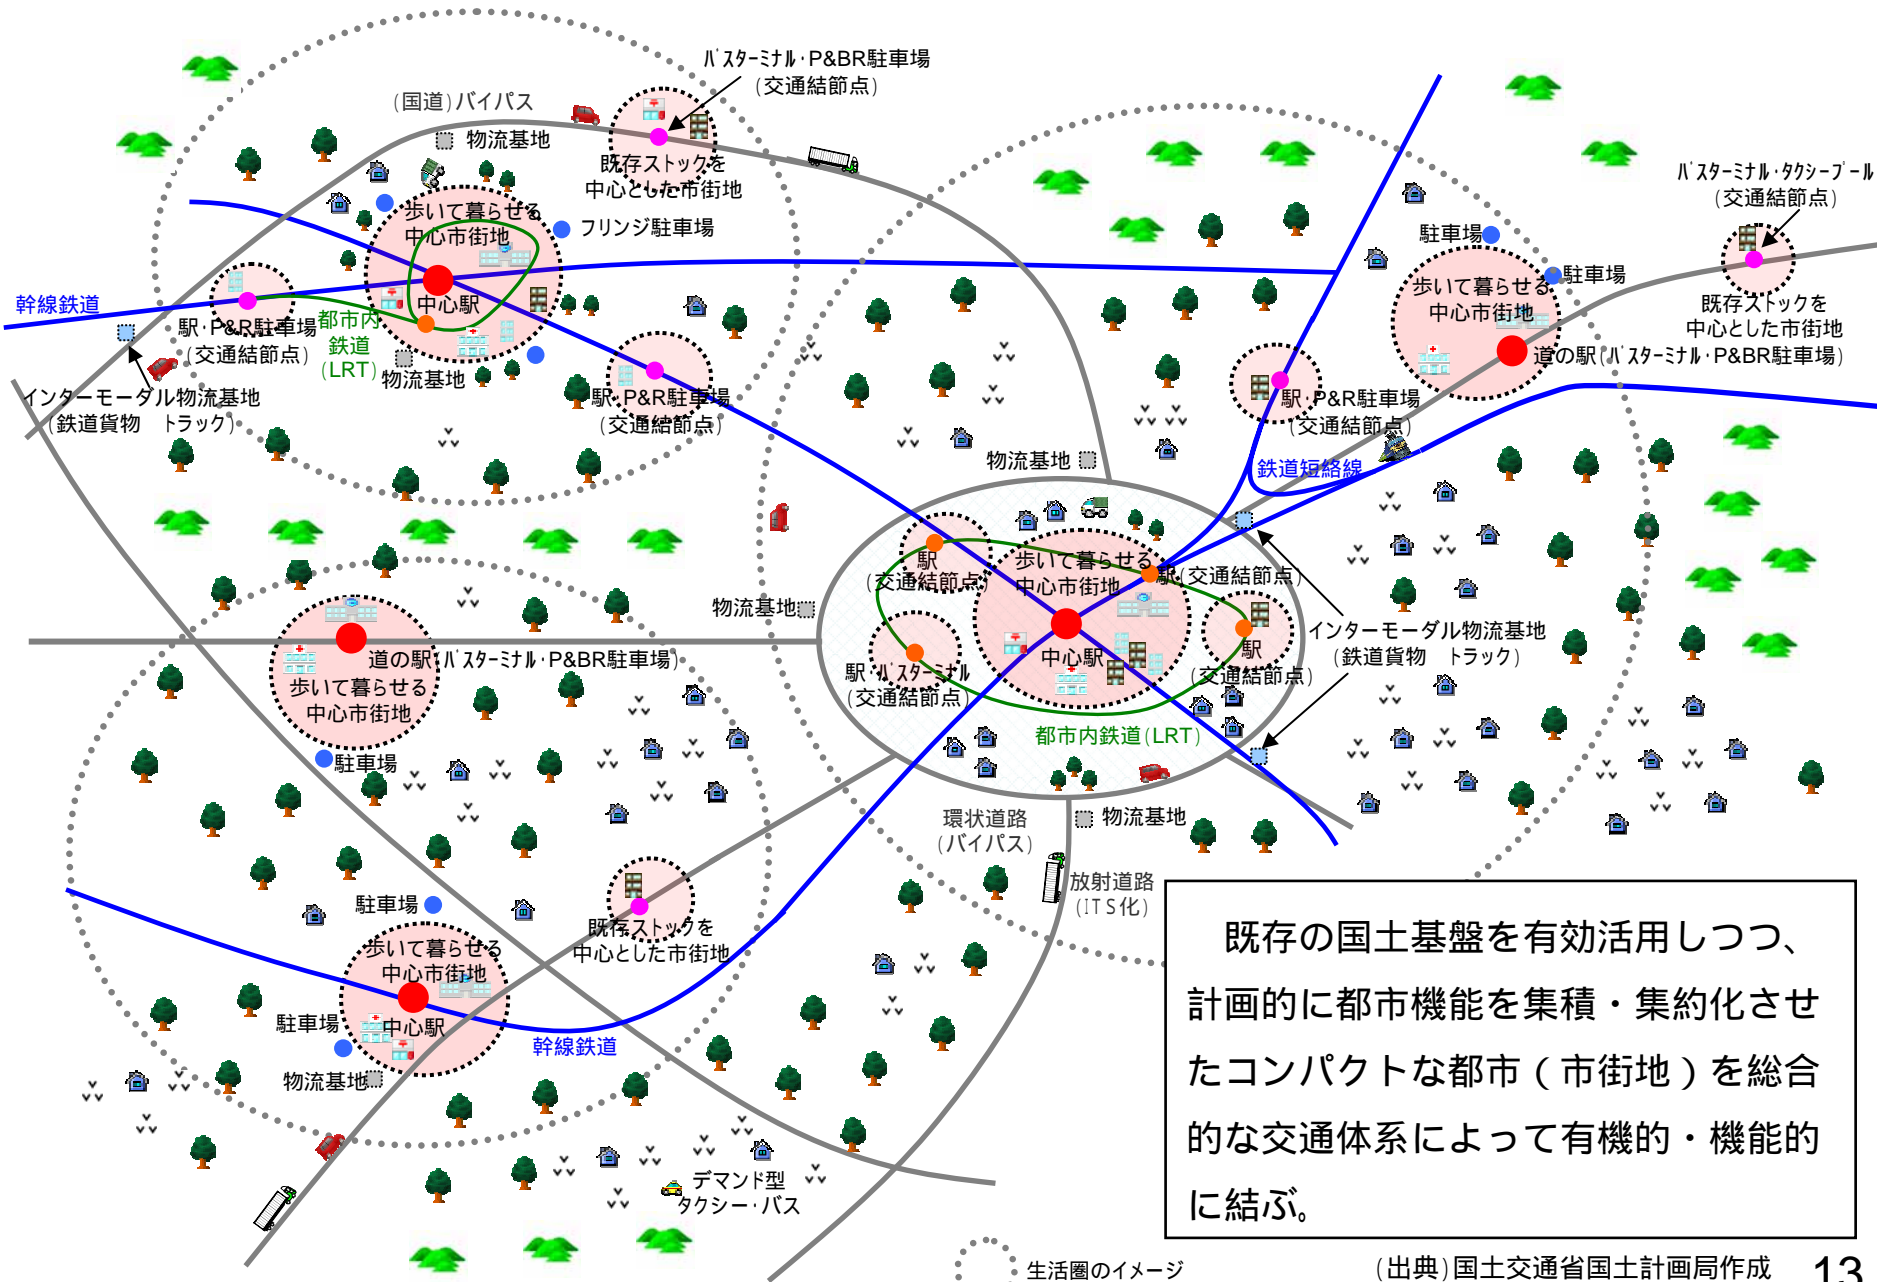 バスターミナル･P&BR駐車場
(交通結節点)
(国道)バイパス
物流基地
既存ストックを
中心とした市街地
バスターミナル･タクシープール
(交通結節点)
歩いて暮らせる
中心市街地
フリンジ駐車場
駐車場
駐車場
歩いて暮らせる
中心市街地
幹線鉄道
中心駅
既存ストックを
中心とした市街地
駅･P&R駐車場
(交通結節点)
都市内
鉄道
(LRT)
物流基地
道の駅(バスターミナル･P&BR駐車場)
インターモーダル物流基地
(鉄道貨物　トラック)
駅･P&R駐車場
(交通結節点)
駅･P&R駐車場
(交通結節点)
物流基地
鉄道短絡線
駅
(交通結節点)
歩いて暮らせる
中心市街地
駅(交通結節点)
物流基地
インターモーダル物流基地
(鉄道貨物　トラック)
道の駅(バスターミナル･P&BR駐車場)
歩いて暮らせる
中心市街地
駅･バスターミナル
(交通結節点)
中心駅
駅
(交通結節点)
都市内鉄道(LRT)
駐車場
環状道路
(バイパス)
物流基地
放射道路
(ITS化)
駐車場
既存ストックを
中心とした市街地
歩いて暮らせる
中心市街地
駐車場
中心駅
幹線鉄道
物流基地
デマンド型
タクシー･バス
既存の国土基盤を有効活用しつつ、
計画的に都市機能を集積・集約化させ
たコンパクトな都市（市街地）を総合
的な交通体系によって有機的・機能的
に結ぶ。
生活圏のイメージ
(出典)国土交通省国土計画局作成
13